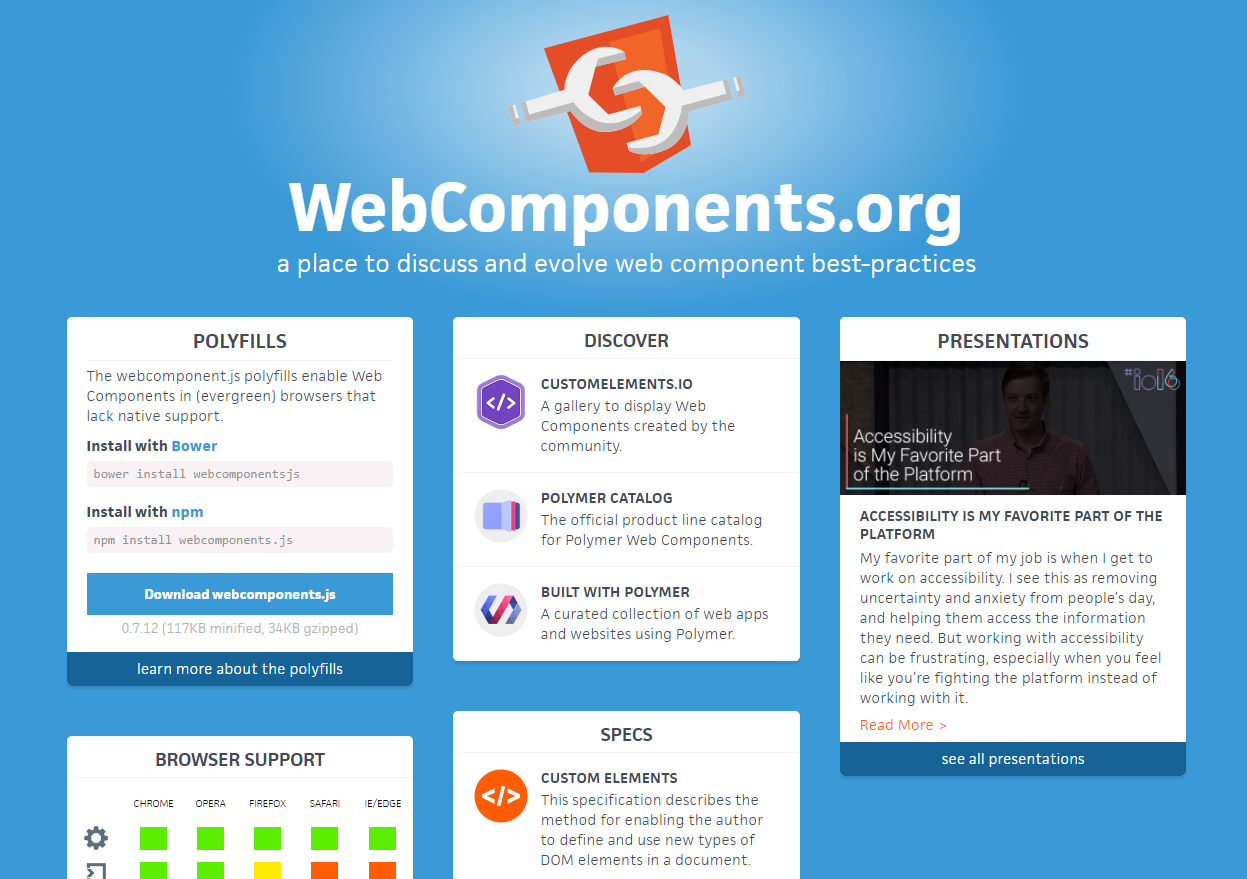 WebComponents.org
a place to discuss and evolve web component best-practices
POLYFILLS
The webcomponent.js polyfills enable Web
Components in (evergreen) browsers that
lack native support.
Install with Bower
bower install webcomponentsjs
Install with npm
npm install webcomponents.js
Download webcomponents.js
0.7.12 (117KB minified, 34KB gzipped)
learn more about the polyfills
BROWSER SUPPORT
CHROME OPERA FIREFOX SAFARI IE/EDGE
DISCOVER
</>
CUSTOMELEMENTS.IO
A gallery to display Web
Components created by the
community.
POLYMER CATALOG
The official product line catalog
for Polymer Web Components.
BUILT WITH POLYMER
A curated collection of web apps
and websites using Polymer.
SPECS
</>
CUSTOM ELEMENTS
This specification describes the
method for enabling the author
to define and use new types of
DOM elements in a document.
PRESENTATIONS
#io16
Accessibility
is My Favorite Part
of the Platform
ACCESSIBILITY IS MY FAVORITE PART OF THE
PLATFORM
My favorite part of my job is when I get to
work on accessibility. I see this as removing
uncertainty and anxiety from people's day,
and helping them access the information
they need. But working with accessibility
can be frustrating, especially when you feel
like you're fighting the platform instead of
working with it.
Read More >
see all presentations